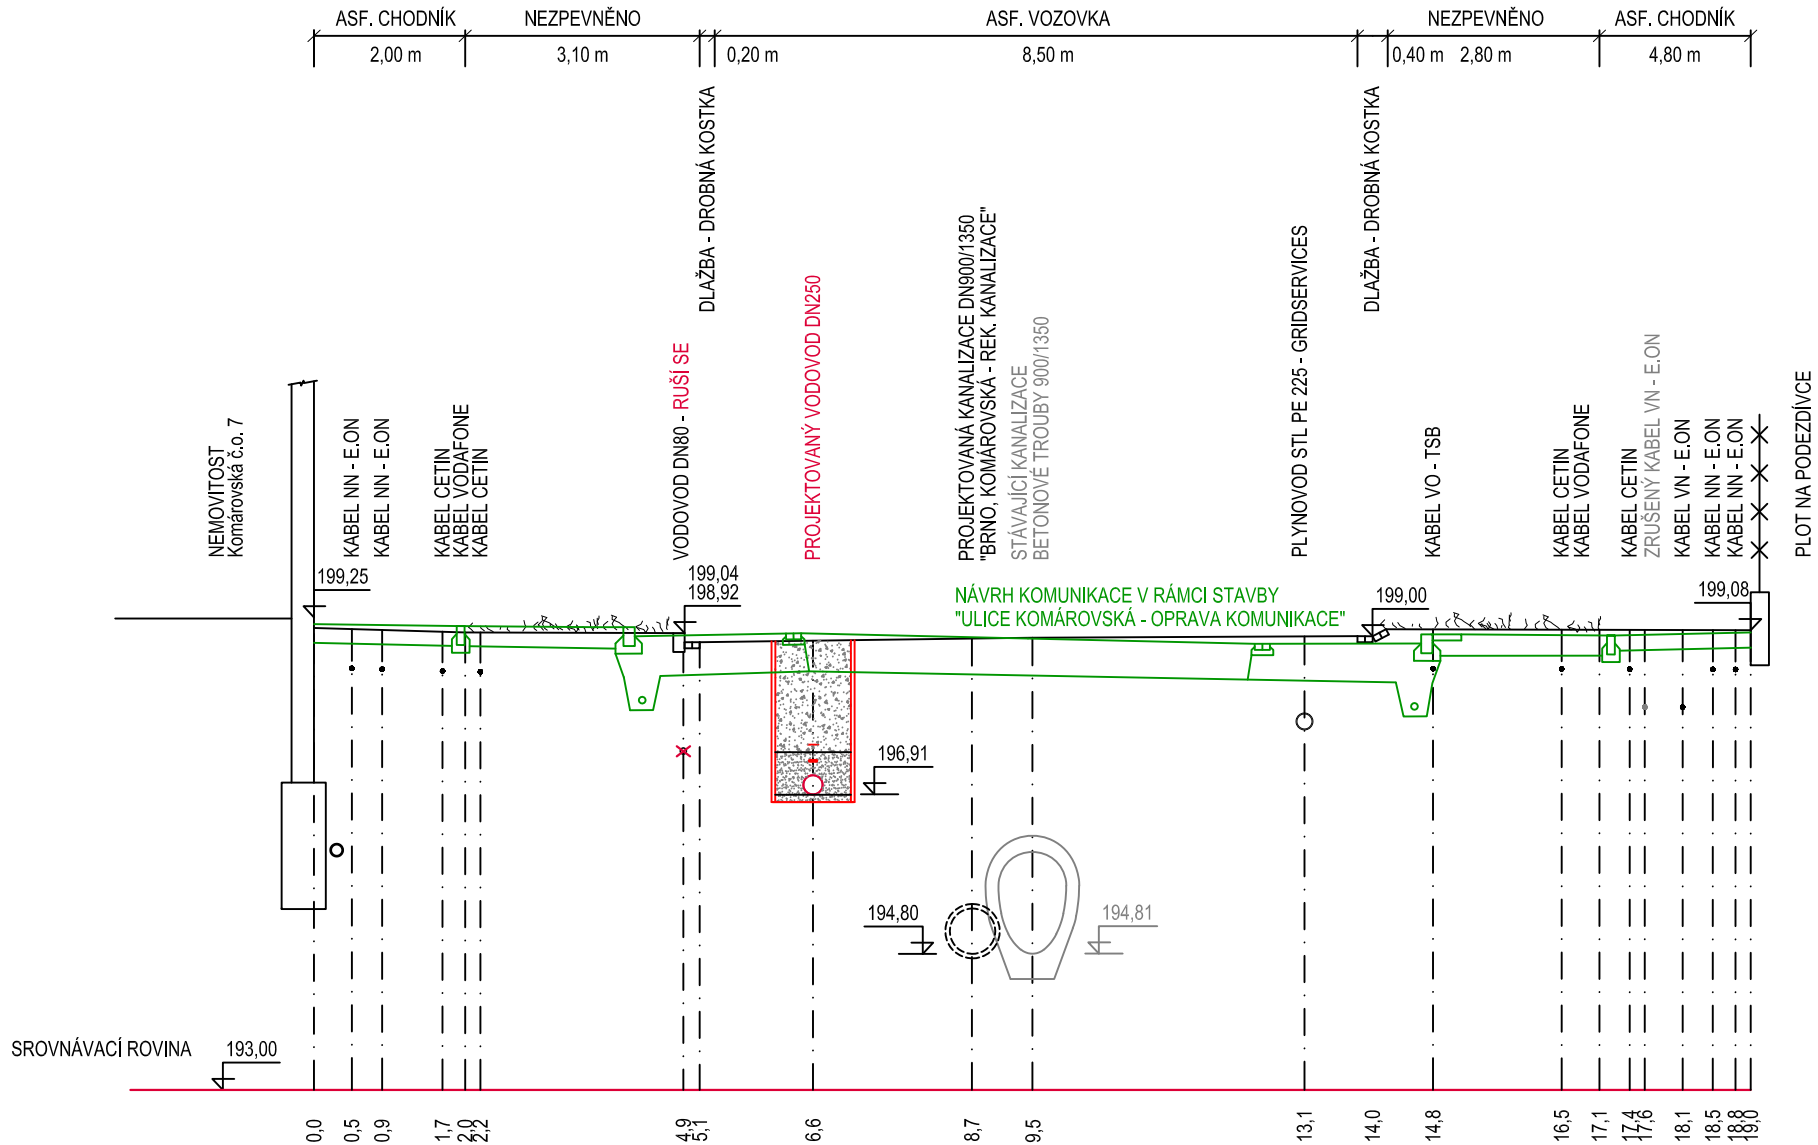 ASF. CHODNÍK
NEZPEVNĚNO
ASF. VOZOVKA
NEZPEVNĚNO
ASF. CHODNÍK
2,00 m
3,10 m
0,20 m
8,50 m
0,40 m
2,80 m
4,80 m
NEMOVITOST
Komárovská č.o. 7
KABEL NN - E.ON
KABEL NN - E.ON
KABEL CETIN
KABEL VODAFONE
KABEL CETIN
VODOVOD DN80 - RUŠÍ SE
DLAŽBA - DROBNÁ KOSTKA
PROJEKTOVANÝ VODOVOD DN250
PROJEKTOVANÁ KANALIZACE DN900/1350
"BRNO, KOMÁROVSKÁ - REK. KANALIZACE"
STÁVAJÍCÍ KANALIZACE
BETONOVÉ TROUBY 900/1350
PLYNOVOD STL PE 225 - GRIDSERVICES
DLAŽBA - DROBNÁ KOSTKA
KABEL VO - TSB
KABEL CETIN
KABEL VODAFONE
KABEL CETIN
ZRUŠENÝ KABEL VN - E.ON
KABEL VN - E.ON
KABEL NN - E.ON
KABEL NN - E.ON
PLOT NA PODEZDÍVCE
199,25
199,04
198,92
NÁVRH KOMUNIKACE V RÁMCI STAVBY
"ULICE KOMÁROVSKÁ - OPRAVA KOMUNIKACE"
199,00
199,08
196,91
194,80
194,81
SROVNÁVACÍ ROVINA
193,00
0,0
0,5
0,9
1,7
2,0
2,2
4,9
5,1
6,6
8,7
9,5
13,1
14,0
14,8
16,5
17,1
17,4
17,6
18,1
18,5
18,8
19,0